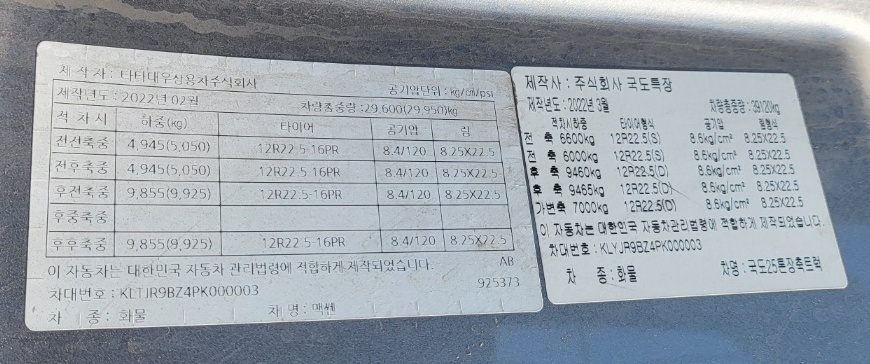 제 작 자 : 타타대우상용차주식회사
공기압단위 : kg/㎠/psi
제작년도 : 2022년 02월
차량총중량 : 29,600(29,950)kg
적 차 시 하중(kg) 타이어 공기압 림
전전축중 4,945(5,050) 12R22.5-16PR 8.4/120 8.25X22.5
전후축중 4,945(5,050) 12R22.5-16PR 8.4/120 8.25X22.5
후전축중 9,855(9,925) 12R22.5-16PR 8.4/120 8.25X22.5
후중축중
후후축중 9,855(9,925) 12R22.5-16PR 8.4/120 8.25X22.5
이 자동차는 대한민국 자동차 관리법령에 적합하게 제작되었습니다. AB
차대번호 : KLTJR9BZ4PK000003 925373
차 종 : 화물 차 명 : 맥쎈
제작사 : 주식회사 국도특장
제작년도 : 2022년 3월 차량총중량 : 39120kg
적차시하중 타이어형식 공기압 림형식
전 축 6600kg 12R22.5(S) 8.6kg/cm² 8.25X22.5
전 축 6000kg 12R22.5(S) 8.6kg/cm² 8.25X22.5
후 축 9460kg 12R22.5(D) 8.6kg/cm² 8.25X22.5
후 축 9465kg 12R22.5(D) 8.6kg/cm² 8.25X22.5
가변축 7000kg 12R22.5(D) 8.6kg/cm² 8.25X22.5
이 자동차는 대한민국 자동차관리법령에 적합하게 제작되었습니다.
차대번호 : KLYJR9BZ4PK000003
차 종 : 화물 차명 : 국도25톤장축트럭